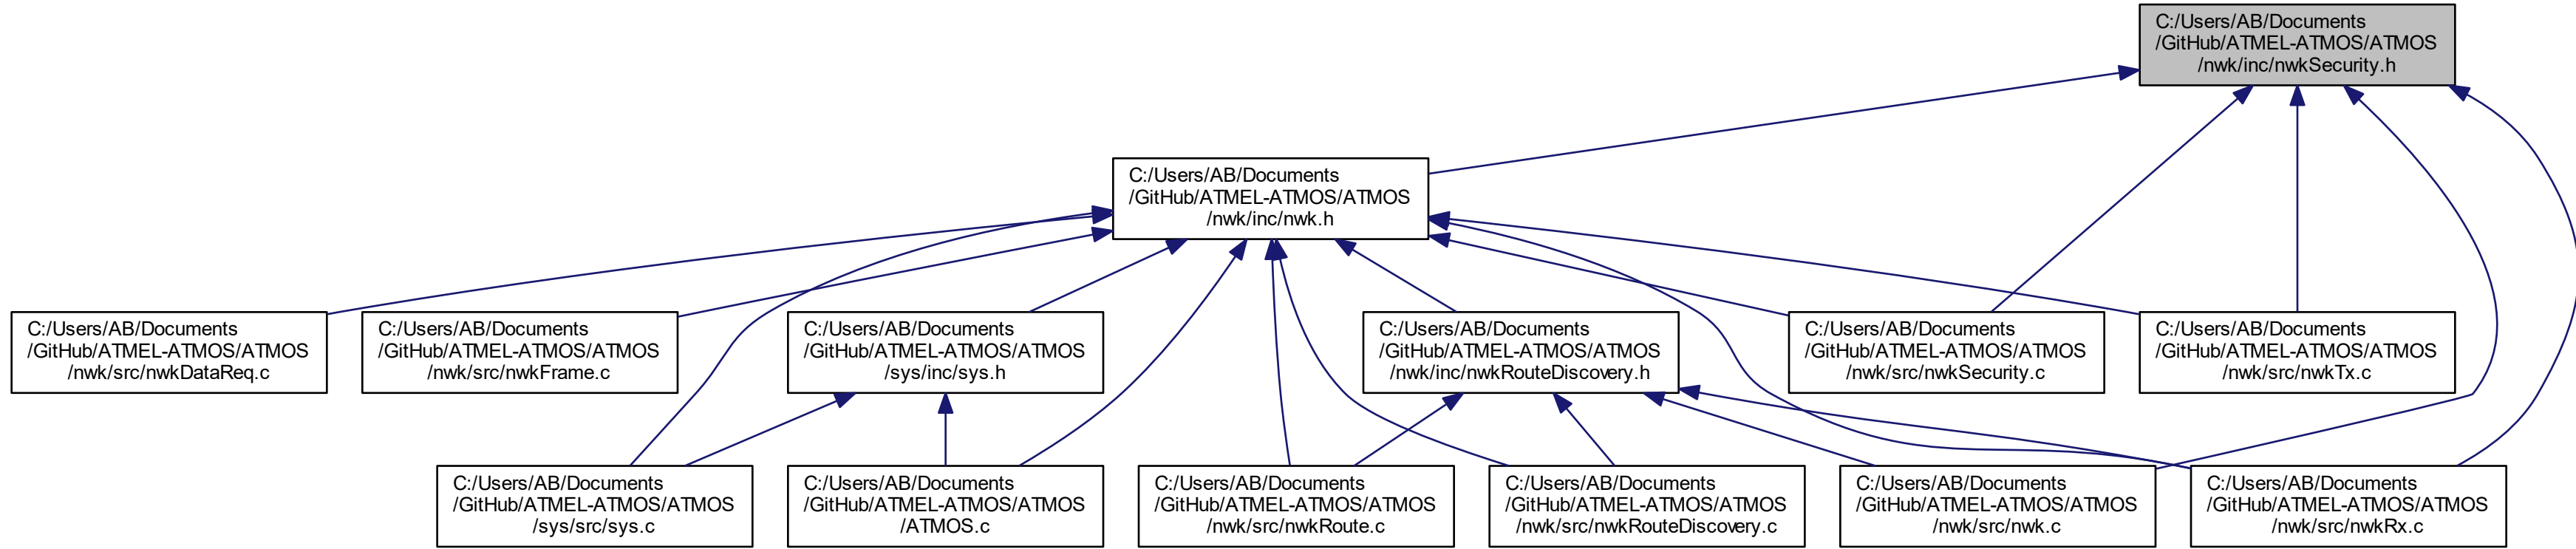 C:/Users/AB/Documents
/GitHub/ATMEL-ATMOS/ATMOS
/nwk/inc/nwkSecurity.h
C:/Users/AB/Documents
/GitHub/ATMEL-ATMOS/ATMOS
/nwk/inc/nwk.h
C:/Users/AB/Documents
/GitHub/ATMEL-ATMOS/ATMOS
/nwk/src/nwkDataReq.c
C:/Users/AB/Documents
/GitHub/ATMEL-ATMOS/ATMOS
/nwk/src/nwkFrame.c
C:/Users/AB/Documents
/GitHub/ATMEL-ATMOS/ATMOS
/sys/inc/sys.h
C:/Users/AB/Documents
/GitHub/ATMEL-ATMOS/ATMOS
/nwk/inc/nwkRouteDiscovery.h
C:/Users/AB/Documents
/GitHub/ATMEL-ATMOS/ATMOS
/nwk/src/nwkSecurity.c
C:/Users/AB/Documents
/GitHub/ATMEL-ATMOS/ATMOS
/nwk/src/nwkTx.c
C:/Users/AB/Documents
/GitHub/ATMEL-ATMOS/ATMOS
/sys/src/sys.c
C:/Users/AB/Documents
/GitHub/ATMEL-ATMOS/ATMOS
/ATMOS.c
C:/Users/AB/Documents
/GitHub/ATMEL-ATMOS/ATMOS
/nwk/src/nwkRoute.c
C:/Users/AB/Documents
/GitHub/ATMEL-ATMOS/ATMOS
/nwk/src/nwkRouteDiscovery.c
C:/Users/AB/Documents
/GitHub/ATMEL-ATMOS/ATMOS
/nwk/src/nwk.c
C:/Users/AB/Documents
/GitHub/ATMEL-ATMOS/ATMOS
/nwk/src/nwkRx.c